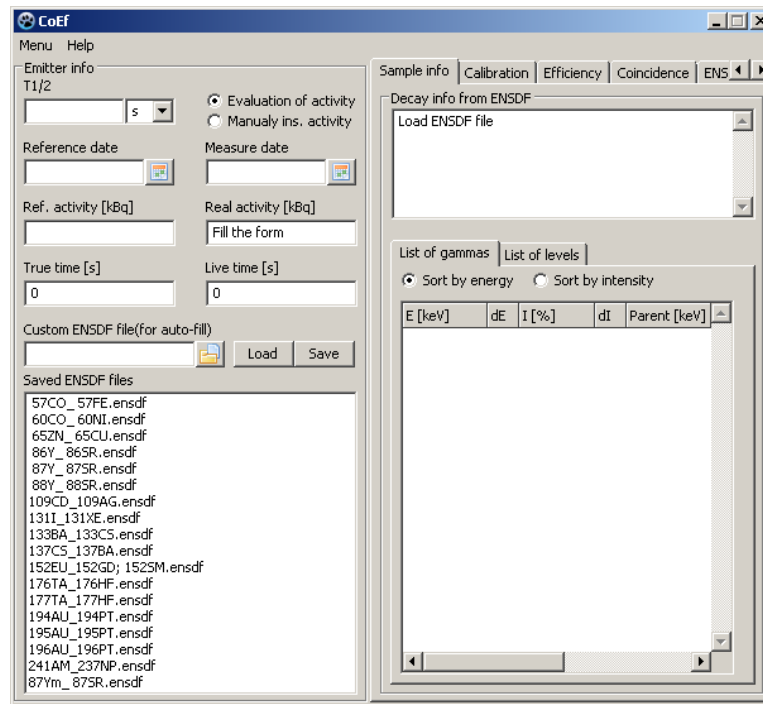 CoEf
Menu Help
Emitter info
T1/2
s
Evaluation of activity
Manualy ins. activity
Reference date
Measure date
Ref. activity [kBq]
Real activity [kBq]
Fill the form
True time [s]
Live time [s]
0
0
Custom ENSDF file(for auto-fill)
Load
Save
Saved ENSDF files
57CO_ 57FE.ensdf
60CO_ 60NI.ensdf
65ZN_ 65CU.ensdf
86Y_ 86SR.ensdf
87Y_ 87SR.ensdf
88Y_ 88SR.ensdf
109CD_109AG.ensdf
131I_131XE.ensdf
133BA_133CS.ensdf
137CS_137BA.ensdf
152EU_152GD; 152SM.ensdf
176TA_176HF.ensdf
177TA_177HF.ensdf
194AU_194PT.ensdf
195AU_195PT.ensdf
196AU_196PT.ensdf
241AM_237NP.ensdf
87Ym_ 87SR.ensdf
Sample info Calibration Efficiency Coincidence ENS
Decay info from ENSDF
Load ENSDF file
List of gammas List of levels
Sort by energy Sort by intensity
E [keV] dE I [%] dI Parent [keV]